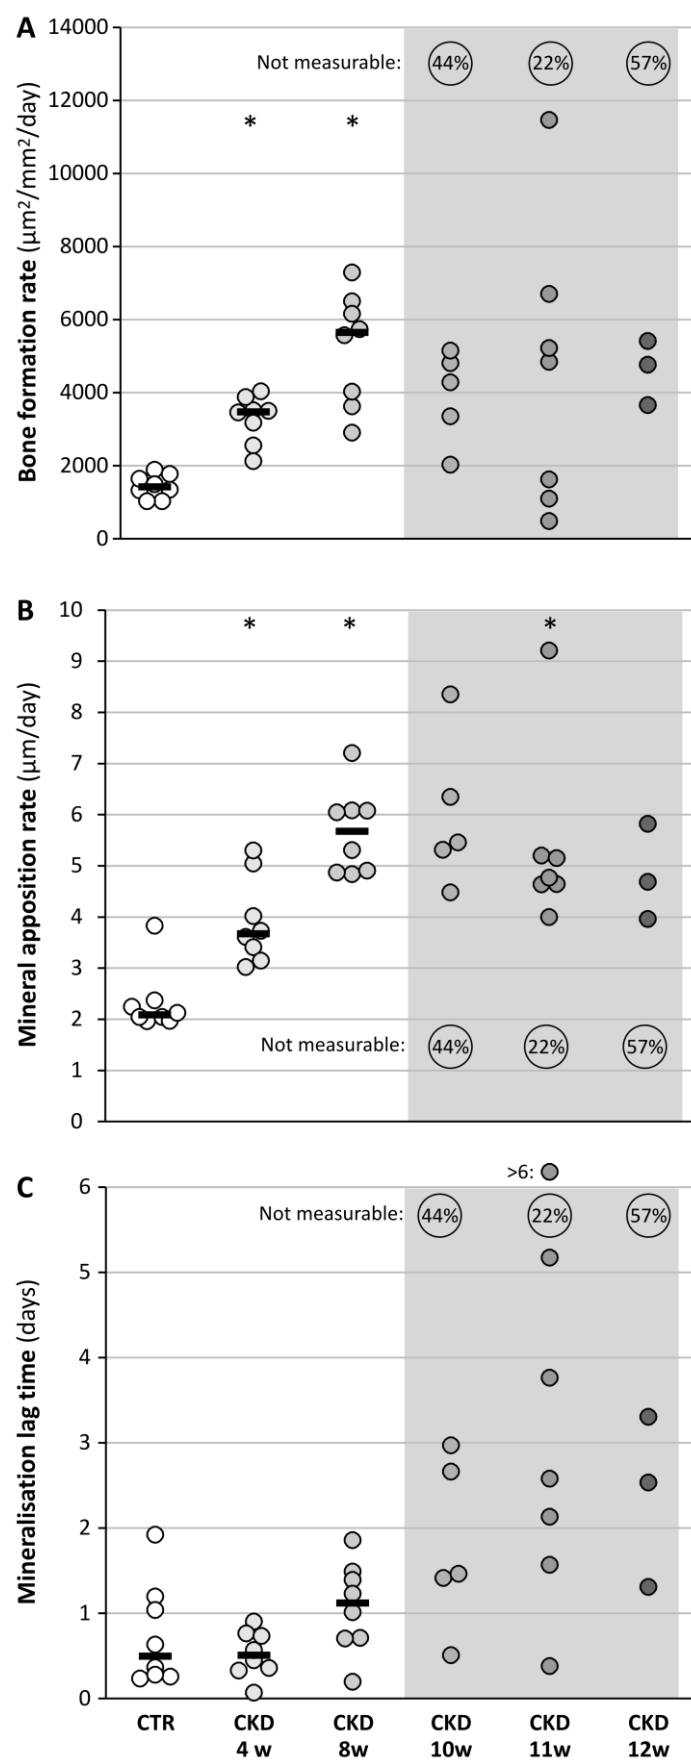 A
14000
12000
10000
8000
6000
4000
2000
0
Bone formation rate (µm²/mm²/day)
Not measurable: 44% 22% 57%
* *
B
10
9
8
7
6
5
4
3
2
1
0
Mineral apposition rate (µm/day)
* * *
Not measurable: 44% 22% 57%
C
6
5
4
3
2
1
0
Mineralisation lag time (days)
>6:
Not measurable: 44% 22% 57%
CTR CKD CKD CKD CKD CKD
4 w 8w 10w 11w 12w